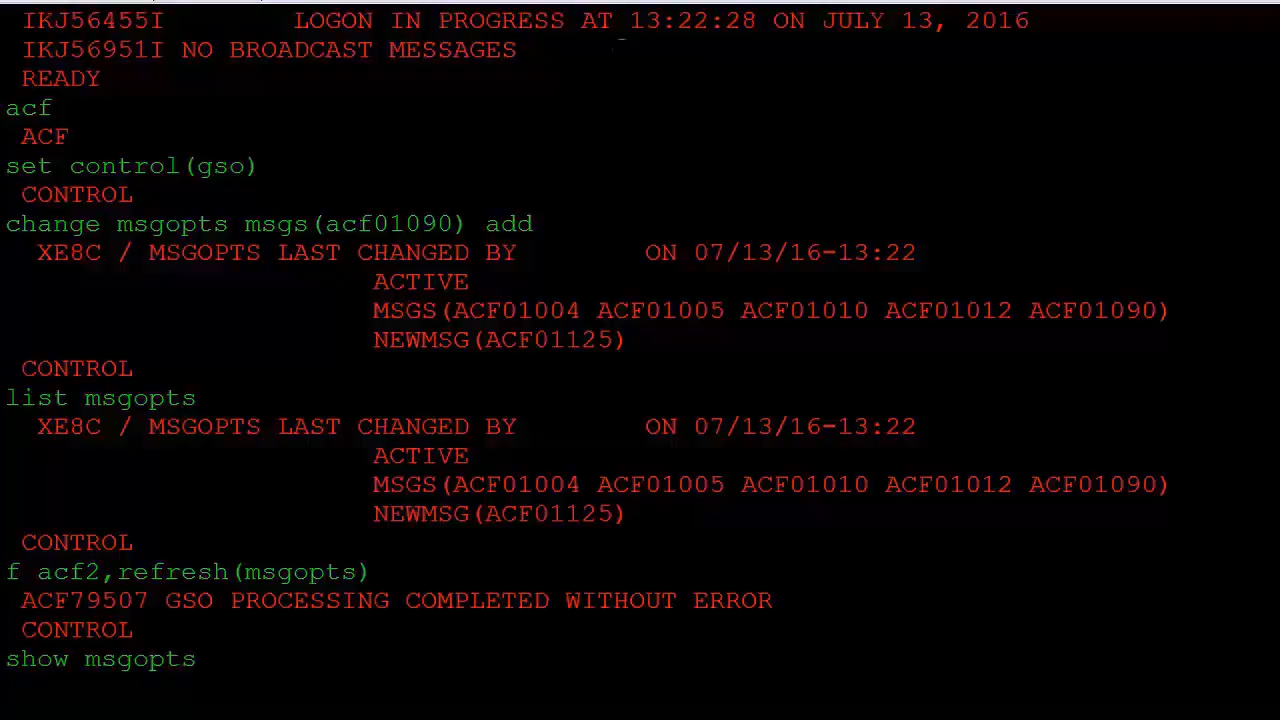 IKJ56455I LOGON IN PROGRESS AT 13:22:28 ON JULY 13, 2016
IKJ56951I NO BROADCAST MESSAGES
READY
acf
ACF
set control(gso)
CONTROL
change msgopts msgs(acf01090) add
XE8C / MSGOPTS LAST CHANGED BY ON 07/13/16-13:22
ACTIVE
MSGS(ACF01004 ACF01005 ACF01010 ACF01012 ACF01090)
NEWMSG(ACF01125)
CONTROL
list msgopts
XE8C / MSGOPTS LAST CHANGED BY ON 07/13/16-13:22
ACTIVE
MSGS(ACF01004 ACF01005 ACF01010 ACF01012 ACF01090)
NEWMSG(ACF01125)
CONTROL
f acf2,refresh(msgopts)
ACF79507 GSO PROCESSING COMPLETED WITHOUT ERROR
CONTROL
show msgopts